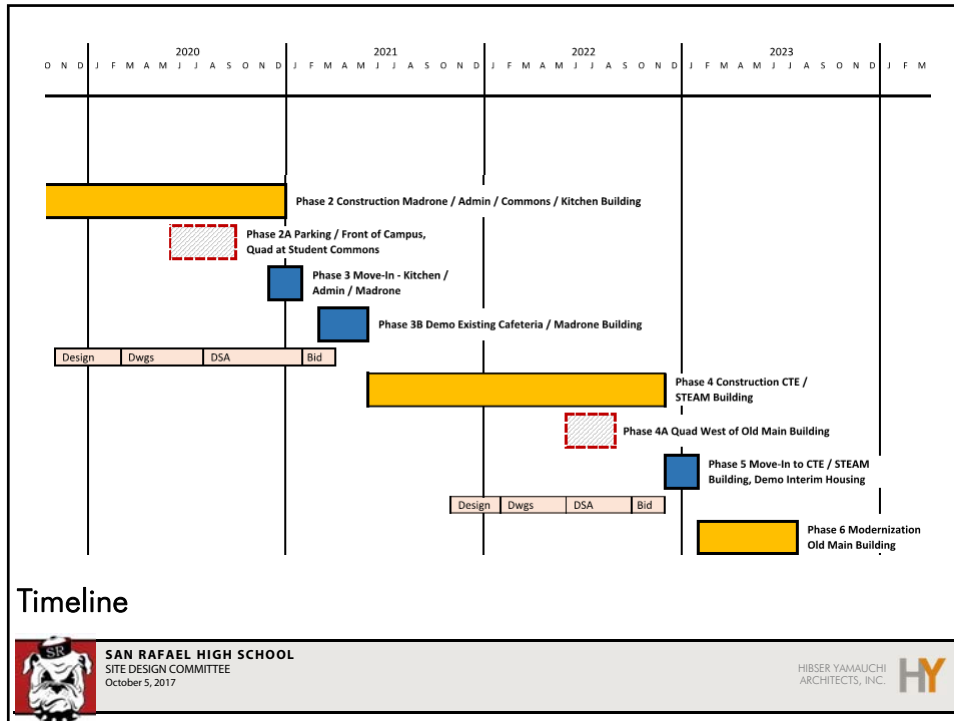 2020 2021 2022 2023
O N D J F M A M J J A S O N D J F M A M J J A S O N D J F M A M J J A S O N D J F M A M J J A S O N D J F M
Phase 2 Construction Madrone / Admin / Commons / Kitchen Building
Phase 2A Parking / Front of Campus,
Quad at Student Commons
Phase 3 Move-In - Kitchen /
Admin / Madrone
Phase 3B Demo Existing Cafeteria / Madrone Building
Design Dwgs DSA Bid
Phase 4 Construction CTE /
STEAM Building
Phase 4A Quad West of Old Main Building
Phase 5 Move-In to CTE / STEAM
Building, Demo Interim Housing
Design Dwgs DSA Bid
Phase 6 Modernization
Old Main Building
Timeline
SR
SAN RAFAEL HIGH SCHOOL
SITE DESIGN COMMITTEE
October 5, 2017
HIBSER YAMAUCHI
ARCHITECTS, INC.
HY